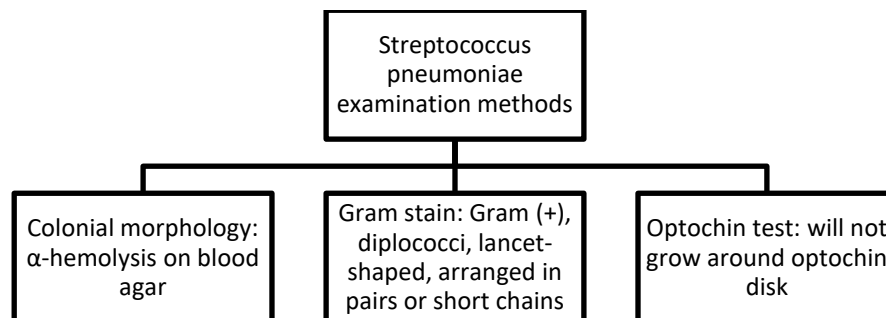 Streptococcus
pneumoniae
examination methods
Colonial morphology:
α-hemolysis on blood
agar
Gram stain: Gram (+),
diplococci, lancet-
shaped, arranged in
pairs or short chains
Optochin test: will not
grow around optochin
disk